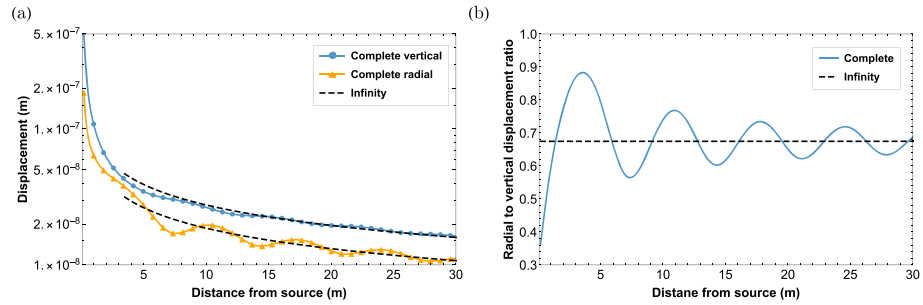 (a)
5.×10⁻⁷
2.×10⁻⁷
1.×10⁻⁷
5.×10⁻⁸
2.×10⁻⁸
1.×10⁻⁸
Displacement (m)
Complete vertical
Complete radial
Infinity
5 10 15 20 25 30
Distance from source (m)
(b)
1.0
0.9
0.8
0.7
0.6
0.5
0.4
0.3
Radial to vertical displacement ratio
Complete
Infinity
5 10 15 20 25 30
Distane from source (m)